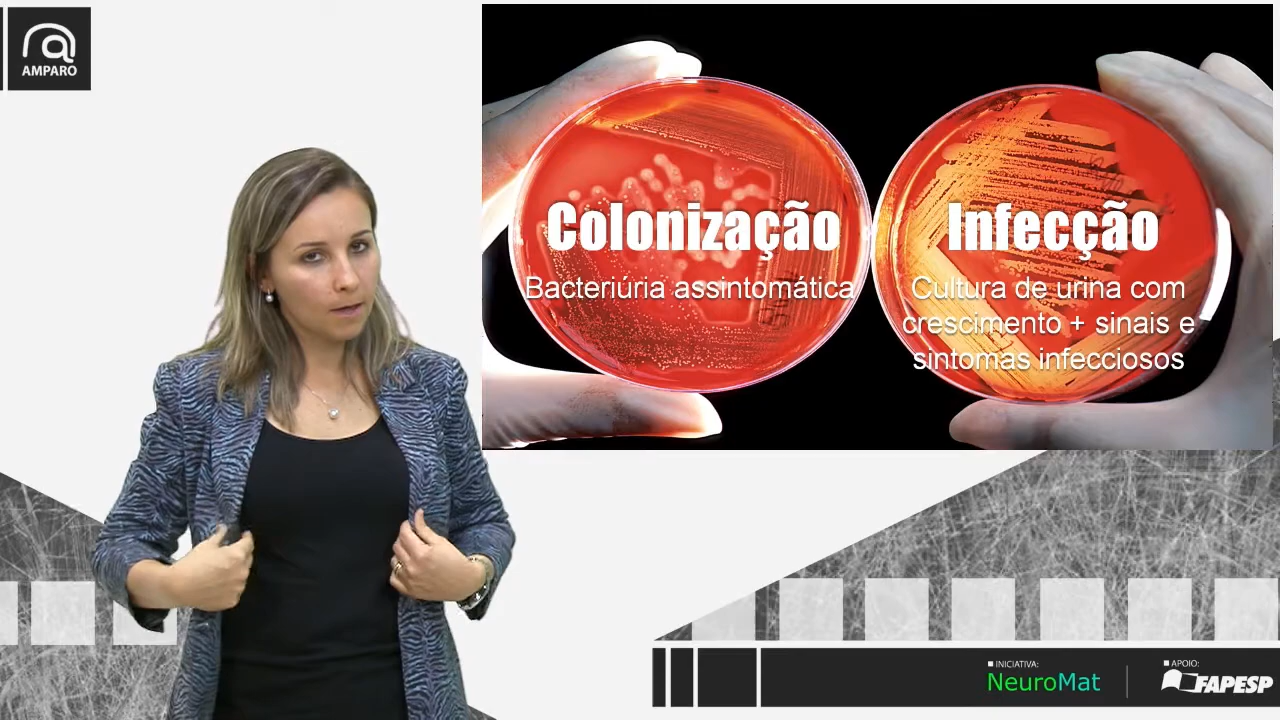 AMPARO
Colonização
Bacteriúria assintomática
Infecção
Cultura de urina com
crescimento + sinais e
sintomas infecciosos
INICIATIVA:
NeuroMat
APOIO:
FAPESP